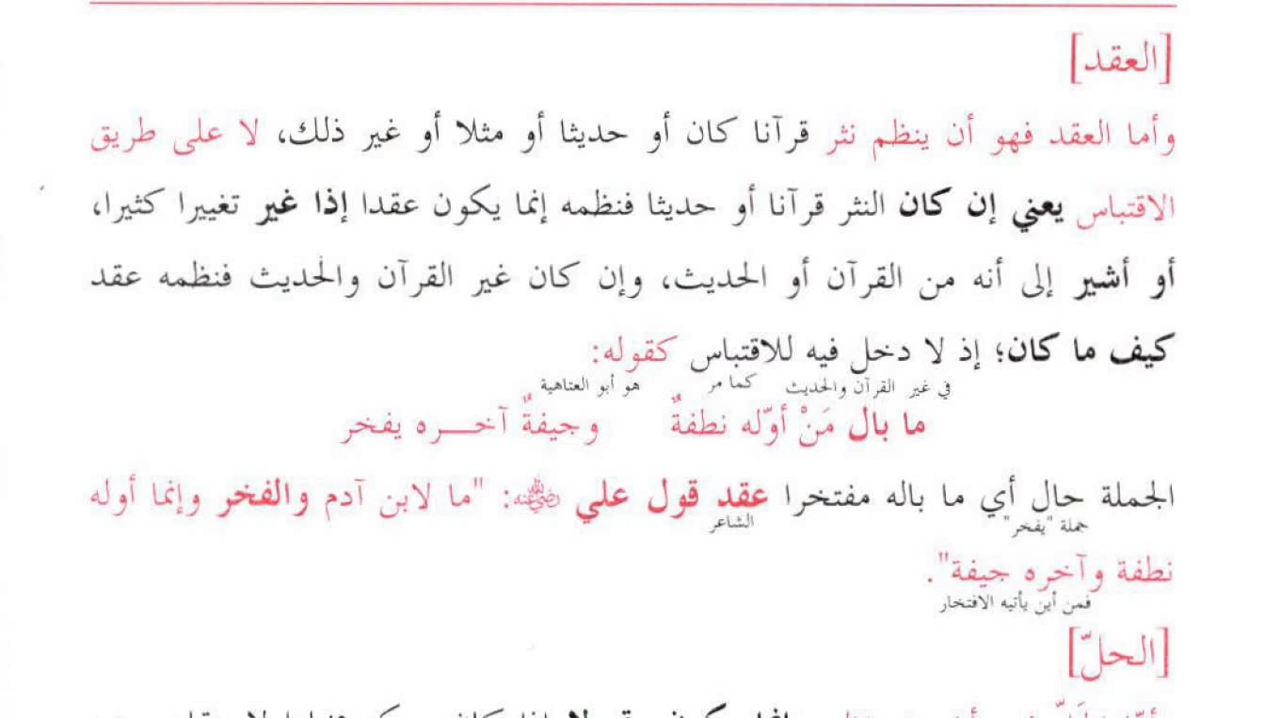 [العقد]
وأما العقد فهو أن ينظم نثر قرآنا كان أو حديثا أو مثلا أو غير ذلك، لا على طريق
الاقتباس يعني إن كان النثر قرآنا أو حديثا فنظمه إنما يكون عقدا إذا غير تغييرا كثيرا،
أو أشير إلى أنه من القرآن أو الحديث، وإن كان غير القرآن والحديث فنظمه عقد
كيف ما كان؛ إذ لا دخل فيه للاقتباس كقوله:
في غير القرآن والحديث كما مر هو أبو العتاهية
ما بال مَنْ أوّله نطفةٌ وجيفةٌ آخـــره يفخر
الجملة حال أي ما باله مفتخرا عقد قول علي رضي الله عنه: "ما لابن آدم والفخر وإنما أوله
جملة "يفخر" الشاعر
نطفة وآخره جيفة".
فمن أين يأتيه الافتخار
[الحلّ]